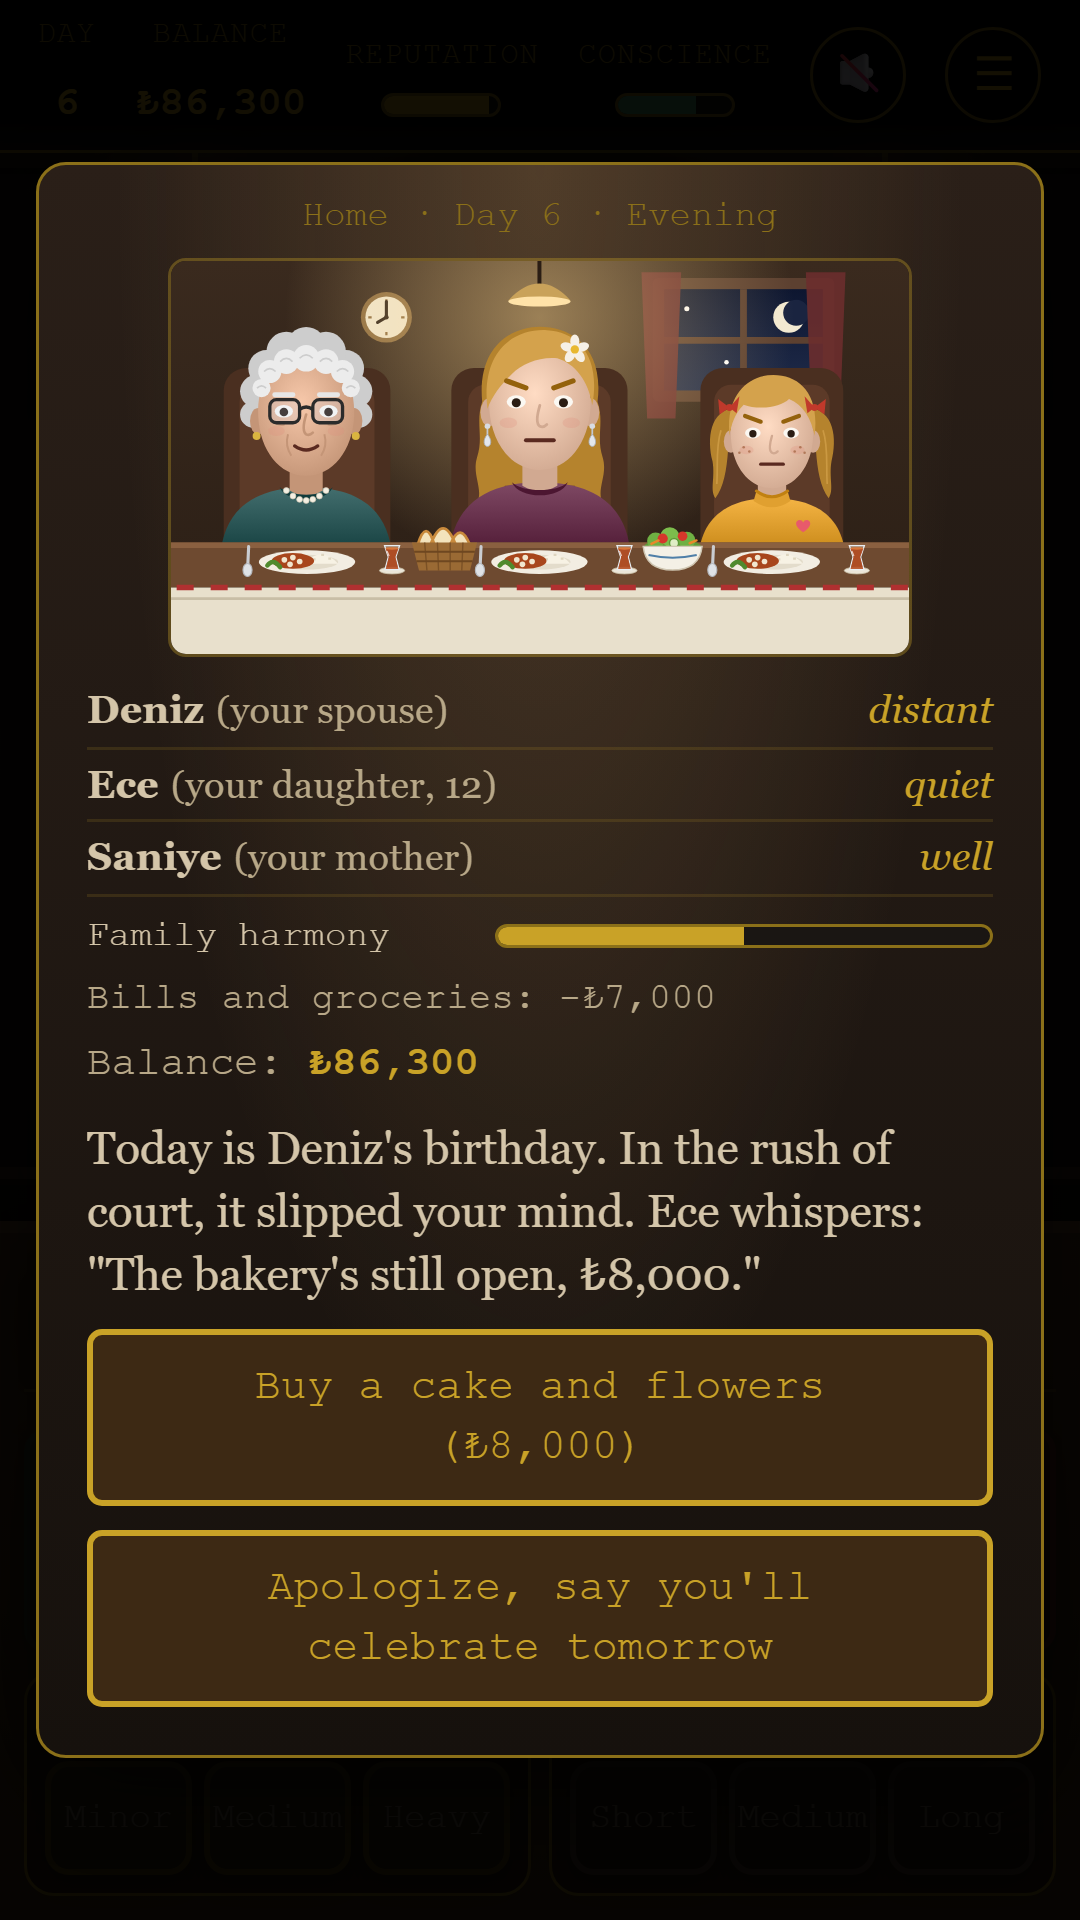 DAY BALANCE
REPUTATION CONSCIENCE
6 ₺86,300
Home · Day 6 · Evening
Deniz (your spouse) distant
Ece (your daughter, 12) quiet
Saniye (your mother) well
Family harmony
Bills and groceries: −₺7,000
Balance: ₺86,300
Today is Deniz's birthday. In the rush of
court, it slipped your mind. Ece whispers:
"The bakery's still open, ₺8,000."
Buy a cake and flowers
(₺8,000)
Apologize, say you'll
celebrate tomorrow
Minor Medium Heavy Short Medium Long